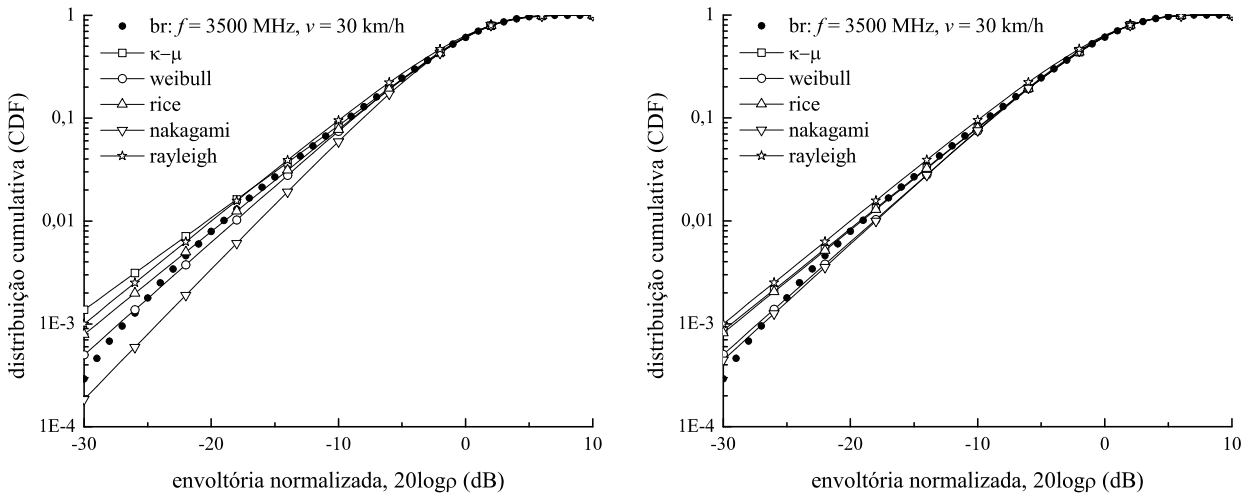 br: f = 3500 MHz, v = 30 km/h
κ−μ
weibull
rice
nakagami
rayleigh
1
0,1
0,01
1E-3
1E-4
-30
-20
-10
0
10
distribuição cumulativa (CDF)
envoltória normalizada, 20logρ (dB)
br: f = 3500 MHz, v = 30 km/h
κ−μ
weibull
rice
nakagami
rayleigh
1
0,1
0,01
1E-3
1E-4
-30
-20
-10
0
10
distribuição cumulativa (CDF)
envoltória normalizada, 20logρ (dB)